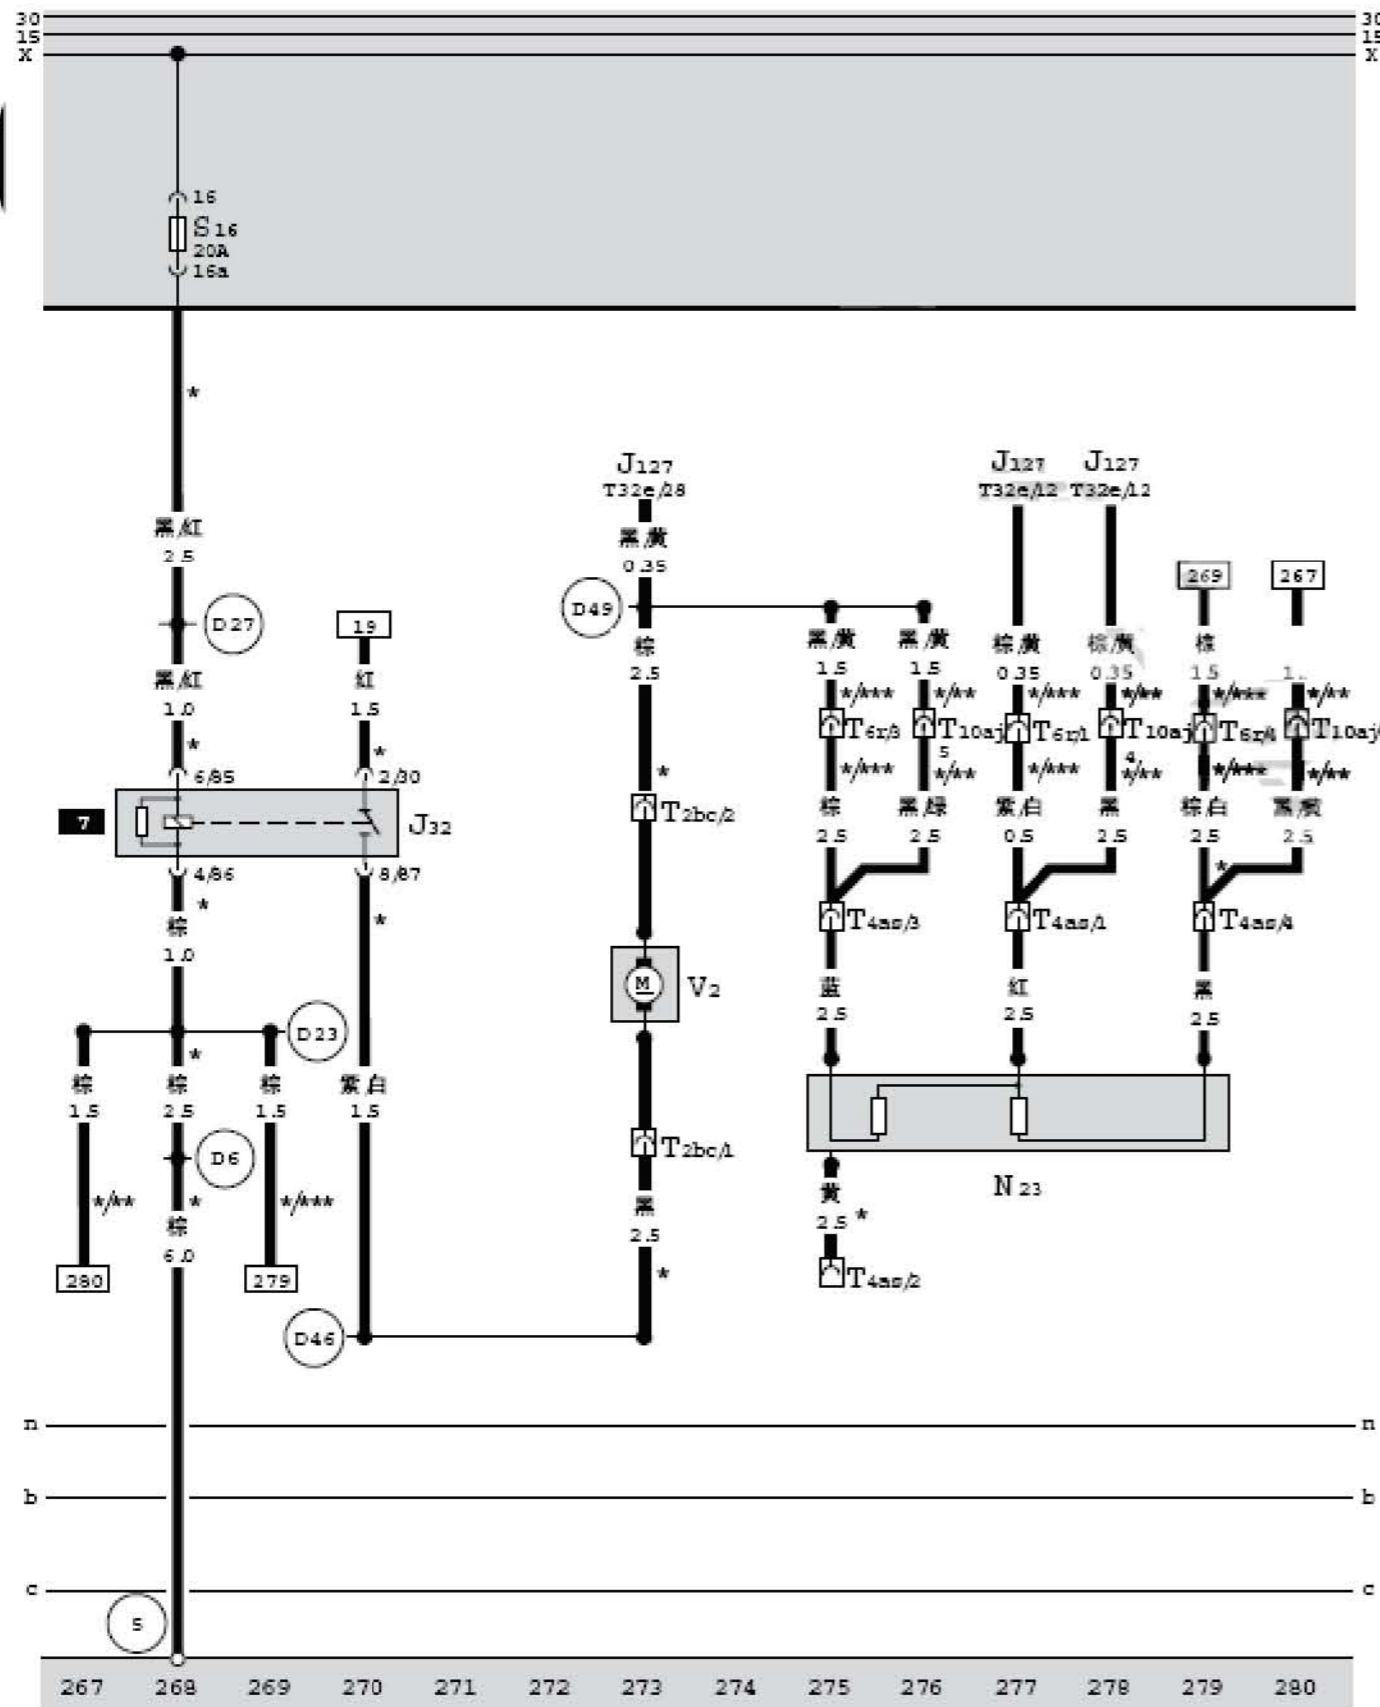 30 30
15 15
X X
16
S16
20A
16a
*
J127 J127 J127
T32e/28 T32e/12 T32e/12
黑/红 黑/黄
2.5 0.35
269 267
D27 19 D49
棕 黑/黄 黑/黄 棕/黄 棕/黄 棕
2.5 1.5 1.5 0.35 0.35 1.5
黑/红 红
1.0 1.5
*/*** */** */*** */** */*** */**
T6r/3 T10aj T6r/1 T10aj T6r/4 T10aj/
5 4
* * * */*** */** */*** */** */*** */**
6/85 2/30
棕 黑/绿 紫/白 黑 棕/白 黑/黄
2.5 2.5 0.5 2.5 2.5 2.5
7 J32 T2bc/2
4/86 8/87 *
* *
棕 T4as/3 T4as/1 T4as/4
1.0
M V2 蓝 红 黑
2.5 2.5 2.5
D23
*
棕 棕 棕 紫/白
1.5 2.5 1.5 1.5
D6 T2bc/1
N23
*/** * */*** 黑 黄
棕 2.5 2.5 *
6.0
280 279 * T4as/2
D46
n n
b b
c c
5
267 268 269 270 271 272 273 274 275 276 277 278 279 280